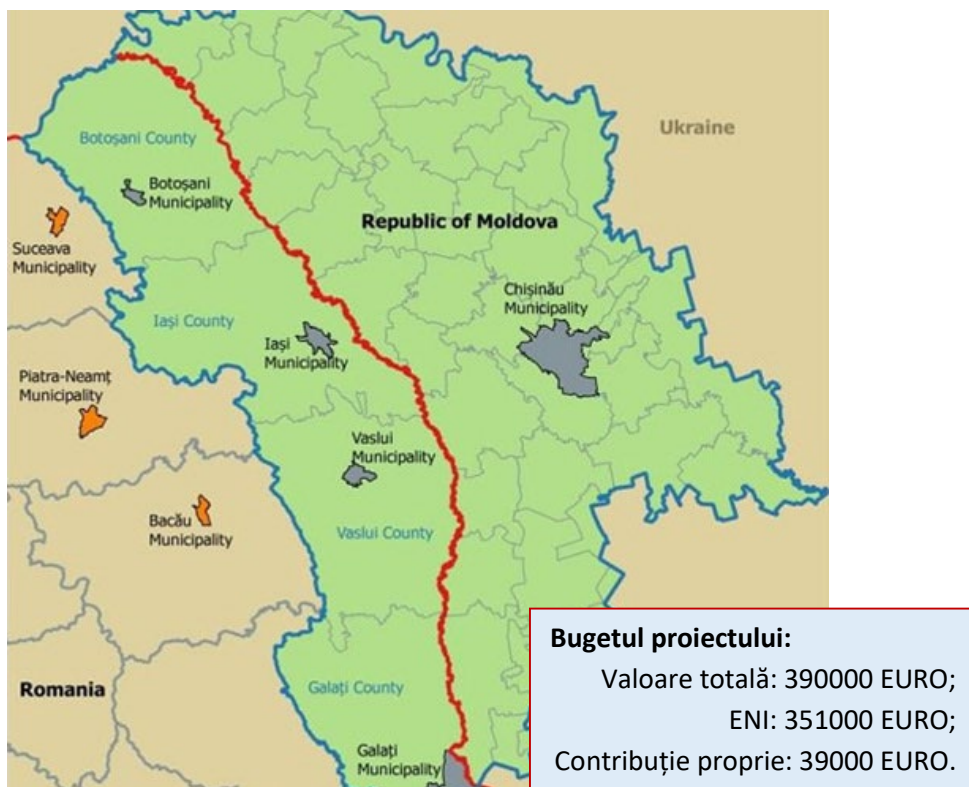 Ukraine
Botoșani County
Botoșani
Municipality
Republic of Moldova
Suceava
Municipality
Chișinău
Municipality
Iași County
Iași
Municipality
Piatra-Neamț
Municipality
Vaslui
Municipality
Bacău
Municipality
Vaslui County
Romania
Galați County
Galați
Municipality
Bugetul proiectului:
Valoare totală: 390000 EURO;
ENI: 351000 EURO;
Contribuție proprie: 39000 EURO.